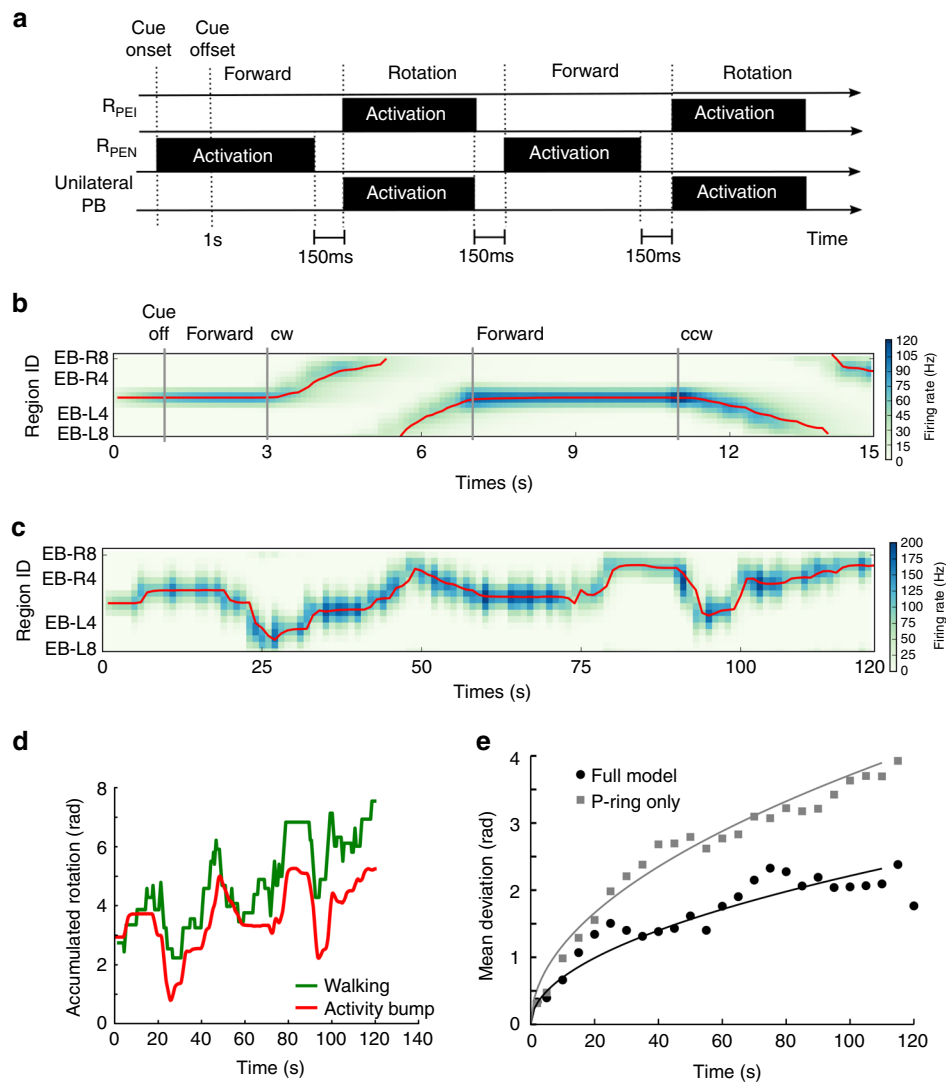 a
Cue onset
Cue offset
Forward
Rotation
Forward
Rotation
R_PEI
Activation
Activation
R_PEN
Activation
Activation
Unilateral PB
Activation
Activation
1s
150ms
150ms
150ms
Time
b
Cue off
Forward
cw
Forward
ccw
EB-R8
EB-R4
EB-L4
EB-L8
Region ID
0 3 6 9 12 15
Times (s)
120
105
90
75
60
45
30
15
0
Firing rate (Hz)
c
EB-R8
EB-R4
EB-L4
EB-L8
Region ID
0 25 50 75 100 120
Times (s)
200
175
150
125
100
75
50
25
0
Firing rate (Hz)
d
Accumulated rotation (rad)
8
6
4
2
0
Walking
Activity bump
0 20 40 60 80 100 120 140
Time (s)
e
Mean deviation (rad)
4
3
2
1
0
Full model
P-ring only
0 20 40 60 80 100 120
Time (s)